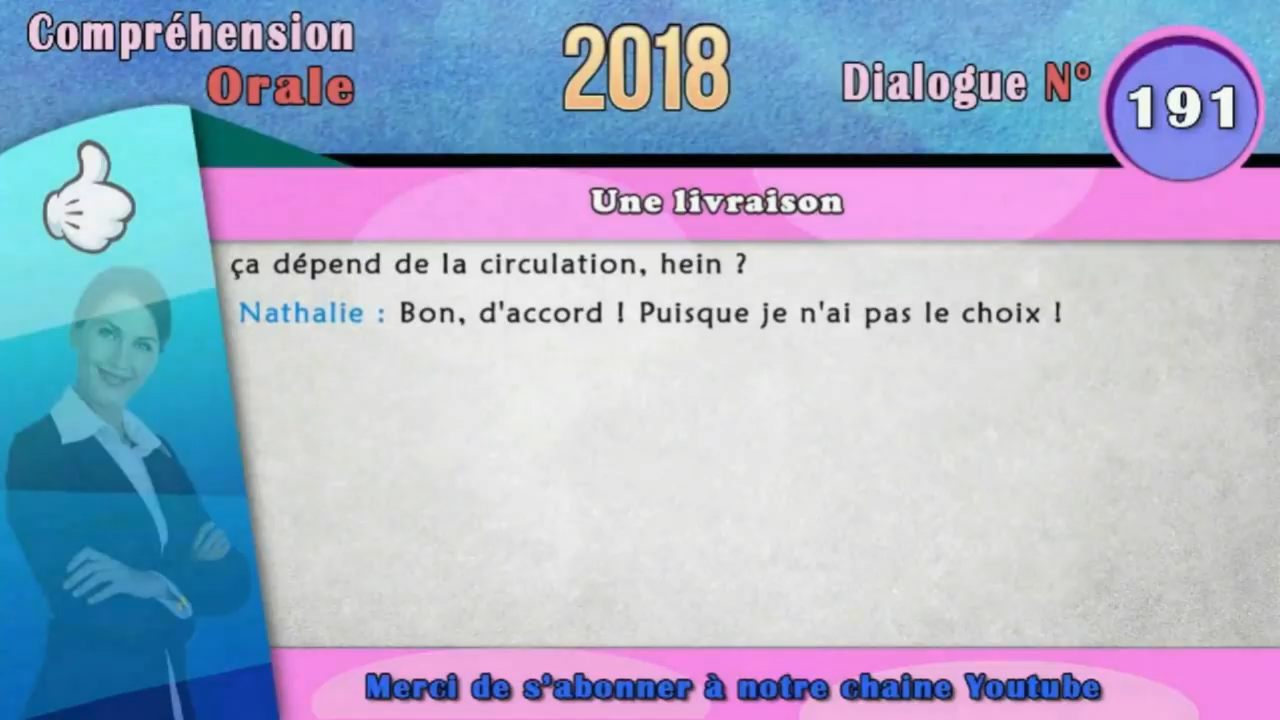 Compréhension
Orale
2018
Dialogue N°
191
Une livraison
ça dépend de la circulation, hein ?
Nathalie : Bon, d'accord ! Puisque je n'ai pas le choix !
Merci de s'abonner à notre chaine Youtube